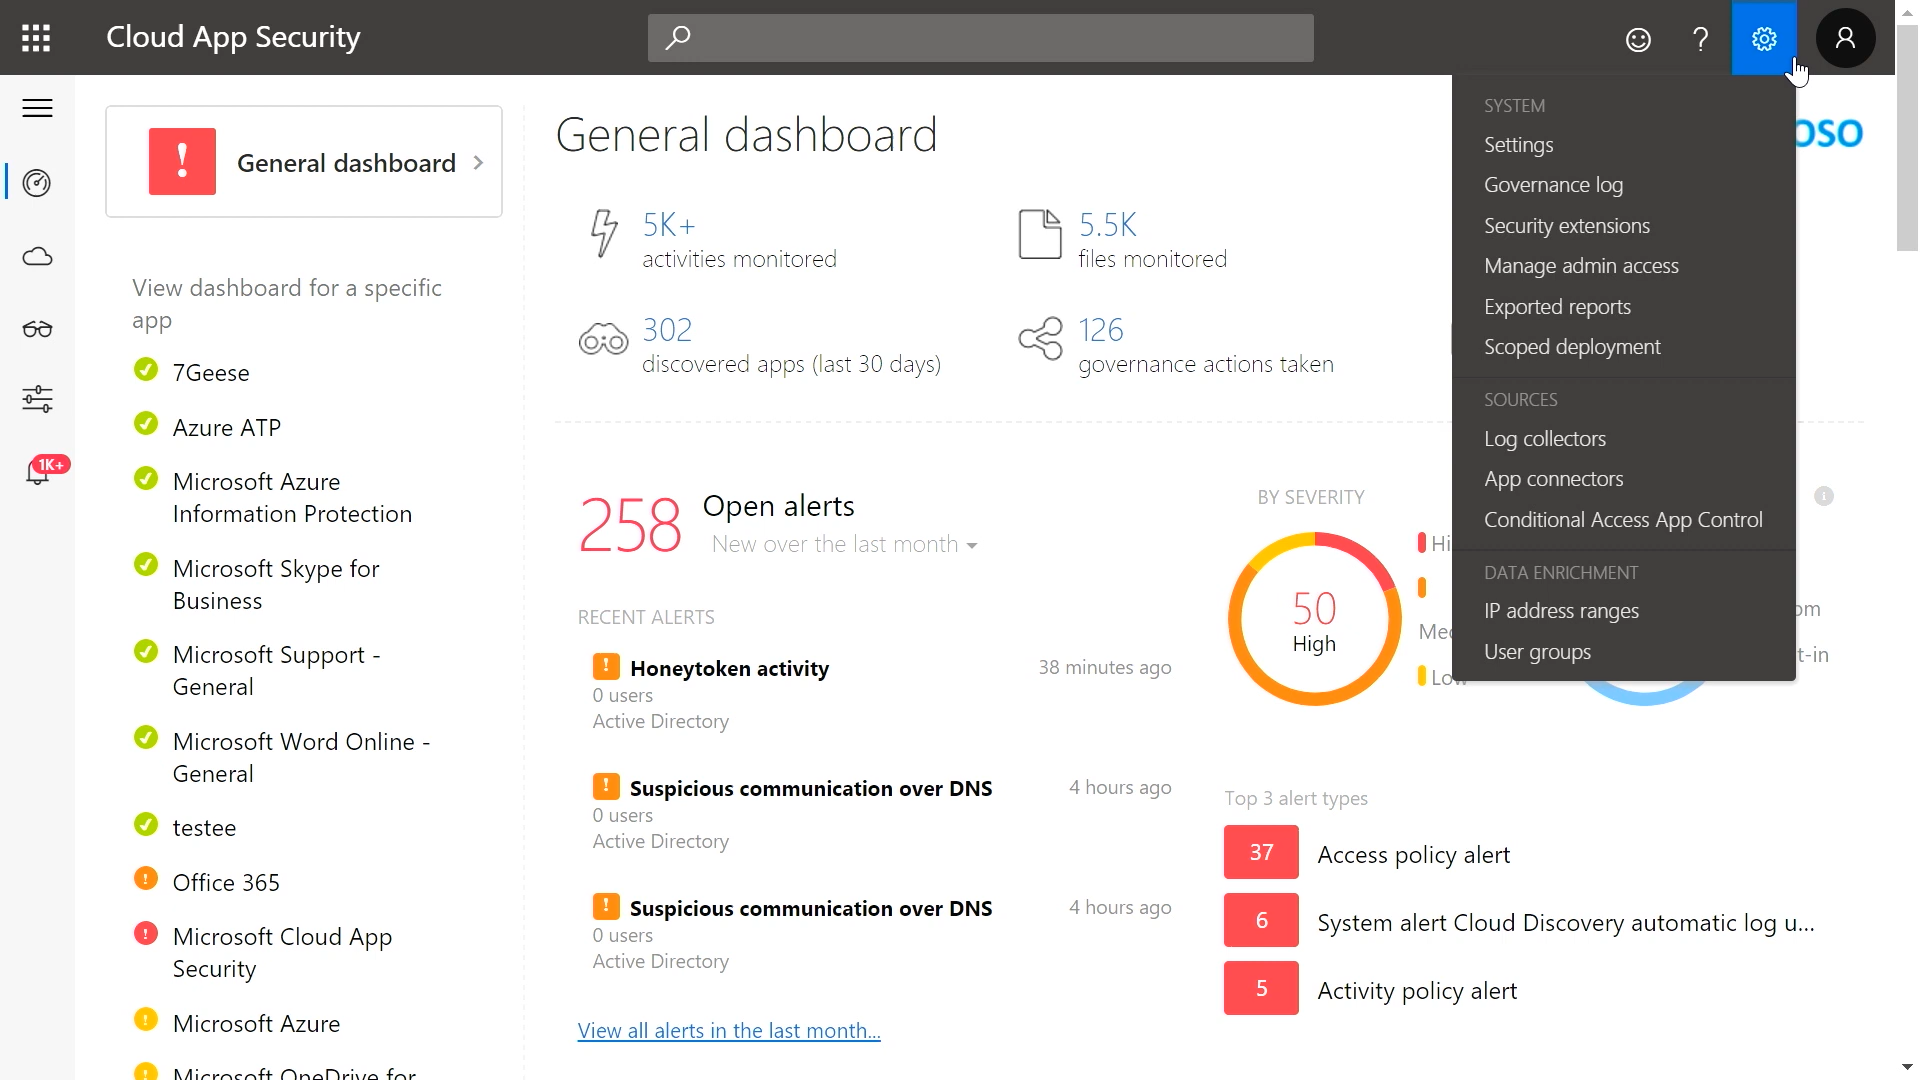 Cloud App Security
General dashboard
View dashboard for a specific
app
7Geese
Azure ATP
Microsoft Azure
Information Protection
Microsoft Skype for
Business
Microsoft Support -
General
Microsoft Word Online -
General
testee
Office 365
Microsoft Cloud App
Security
Microsoft Azure
Microsoft OneDrive for
1K+
General dashboard
5K+
activities monitored
5.5K
files monitored
302
discovered apps (last 30 days)
126
governance actions taken
258
Open alerts
New over the last month
RECENT ALERTS
Honeytoken activity
38 minutes ago
0 users
Active Directory
Suspicious communication over DNS
4 hours ago
0 users
Active Directory
Suspicious communication over DNS
4 hours ago
0 users
Active Directory
View all alerts in the last month...
BY SEVERITY
50
High
Top 3 alert types
37 Access policy alert
6 System alert Cloud Discovery automatic log u...
5 Activity policy alert
SYSTEM
Settings
Governance log
Security extensions
Manage admin access
Exported reports
Scoped deployment
SOURCES
Log collectors
App connectors
Conditional Access App Control
DATA ENRICHMENT
IP address ranges
User groups